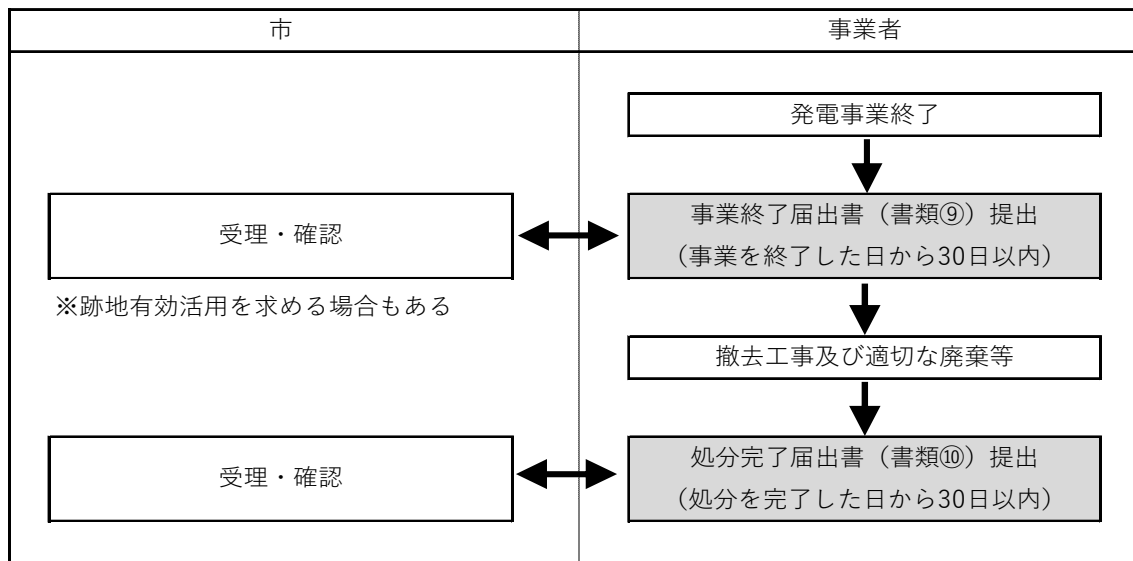 市
事業者
発電事業終了
受理・確認
事業終了届出書（書類⑨）提出
（事業を終了した日から30日以内）
※跡地有効活用を求める場合もある
撤去工事及び適切な廃棄等
受理・確認
処分完了届出書（書類⑩）提出
（処分を完了した日から30日以内）